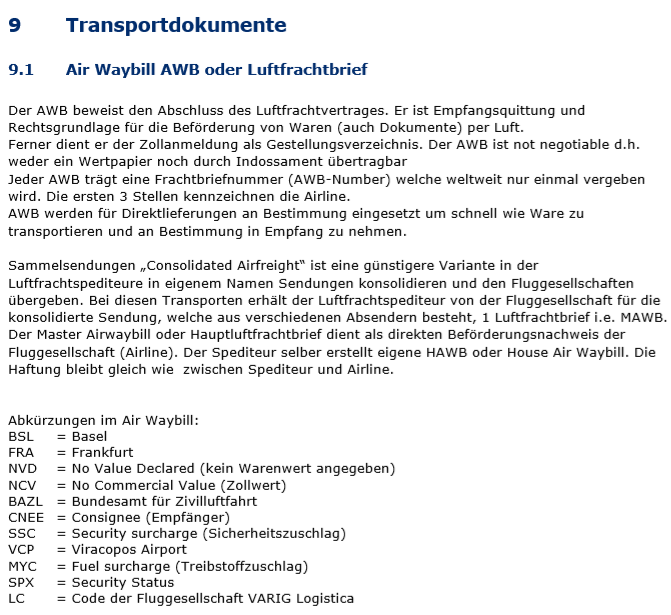 9 Transportdokumente
9.1 Air Waybill AWB oder Luftfrachtbrief
Der AWB beweist den Abschluss des Luftfrachtvertrages. Er ist Empfangsquittung und
Rechtsgrundlage für die Beförderung von Waren (auch Dokumente) per Luft.
Ferner dient er der Zollanmeldung als Gestellungsverzeichnis. Der AWB ist not negotiable d.h.
weder ein Wertpapier noch durch Indossament übertragbar
Jeder AWB trägt eine Frachtbriefnummer (AWB-Number) welche weltweit nur einmal vergeben
wird. Die ersten 3 Stellen kennzeichnen die Airline.
AWB werden für Direktlieferungen an Bestimmung eingesetzt um schnell wie Ware zu
transportieren und an Bestimmung in Empfang zu nehmen.
Sammelsendungen „Consolidated Airfreight“ ist eine günstigere Variante in der
Luftfrachtspediteure in eigenem Namen Sendungen konsolidieren und den Fluggesellschaften
übergeben. Bei diesen Transporten erhält der Luftfrachtspediteur von der Fluggesellschaft für die
konsolidierte Sendung, welche aus verschiedenen Absendern besteht, 1 Luftfrachtbrief i.e. MAWB.
Der Master Airwaybill oder Hauptluftfrachtbrief dient als direkten Beförderungsnachweis der
Fluggesellschaft (Airline). Der Spediteur selber erstellt eigene HAWB oder House Air Waybill. Die
Haftung bleibt gleich wie zwischen Spediteur und Airline.
Abkürzungen im Air Waybill:
BSL = Basel
FRA = Frankfurt
NVD = No Value Declared (kein Warenwert angegeben)
NCV = No Commercial Value (Zollwert)
BAZL = Bundesamt für Zivilluftfahrt
CNEE = Consignee (Empfänger)
SSC = Security surcharge (Sicherheitszuschlag)
VCP = Viracopos Airport
MYC = Fuel surcharge (Treibstoffzuschlag)
SPX = Security Status
LC = Code der Fluggesellschaft VARIG Logistica